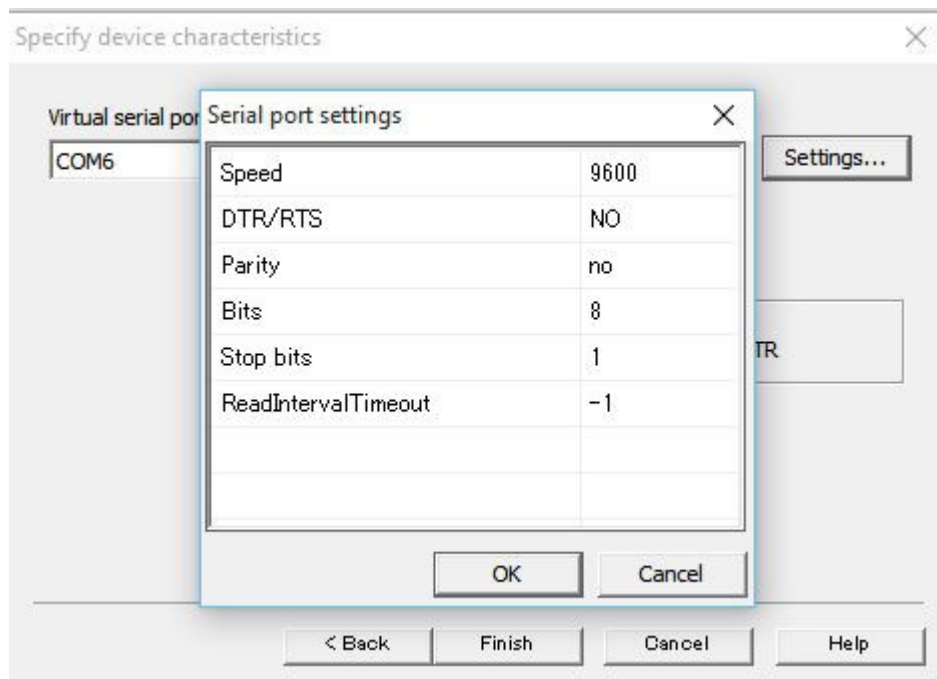 Specify device characteristics
Virtual serial por
COM6
Settings...
TR
Serial port settings
Speed 9600
DTR/RTS NO
Parity no
Bits 8
Stop bits 1
ReadIntervalTimeout -1
OK Cancel
< Back Finish Cancel Help